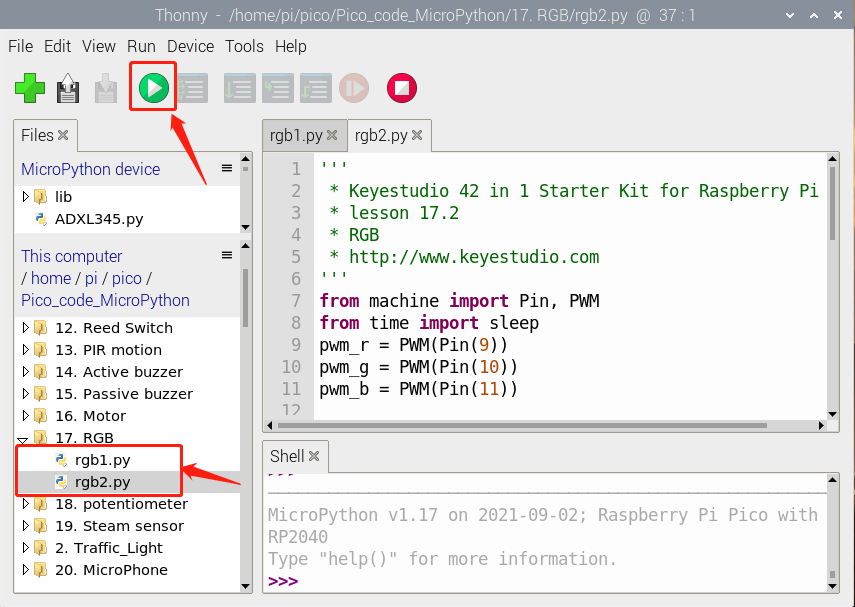 Thonny - /home/pi/pico/Pico_code_MicroPython/17. RGB/rgb2.py @ 37 : 1
File Edit View Run Device Tools Help
Files
MicroPython device
lib
ADXL345.py
This computer
/ home / pi / pico /
Pico_code_MicroPython
12. Reed Switch
13. PIR motion
14. Active buzzer
15. Passive buzzer
16. Motor
17. RGB
rgb1.py
rgb2.py
18. potentiometer
19. Steam sensor
2. Traffic_Light
20. MicroPhone
rgb1.py rgb2.py
1 '''
2 * Keyestudio 42 in 1 Starter Kit for Raspberry Pi
3 * lesson 17.2
4 * RGB
5 * http://www.keyestudio.com
6 '''
7 from machine import Pin, PWM
8 from time import sleep
9 pwm_r = PWM(Pin(9))
10 pwm_g = PWM(Pin(10))
11 pwm_b = PWM(Pin(11))
12
Shell
>>>
MicroPython v1.17 on 2021-09-02; Raspberry Pi Pico with
RP2040
Type "help()" for more information.
>>>